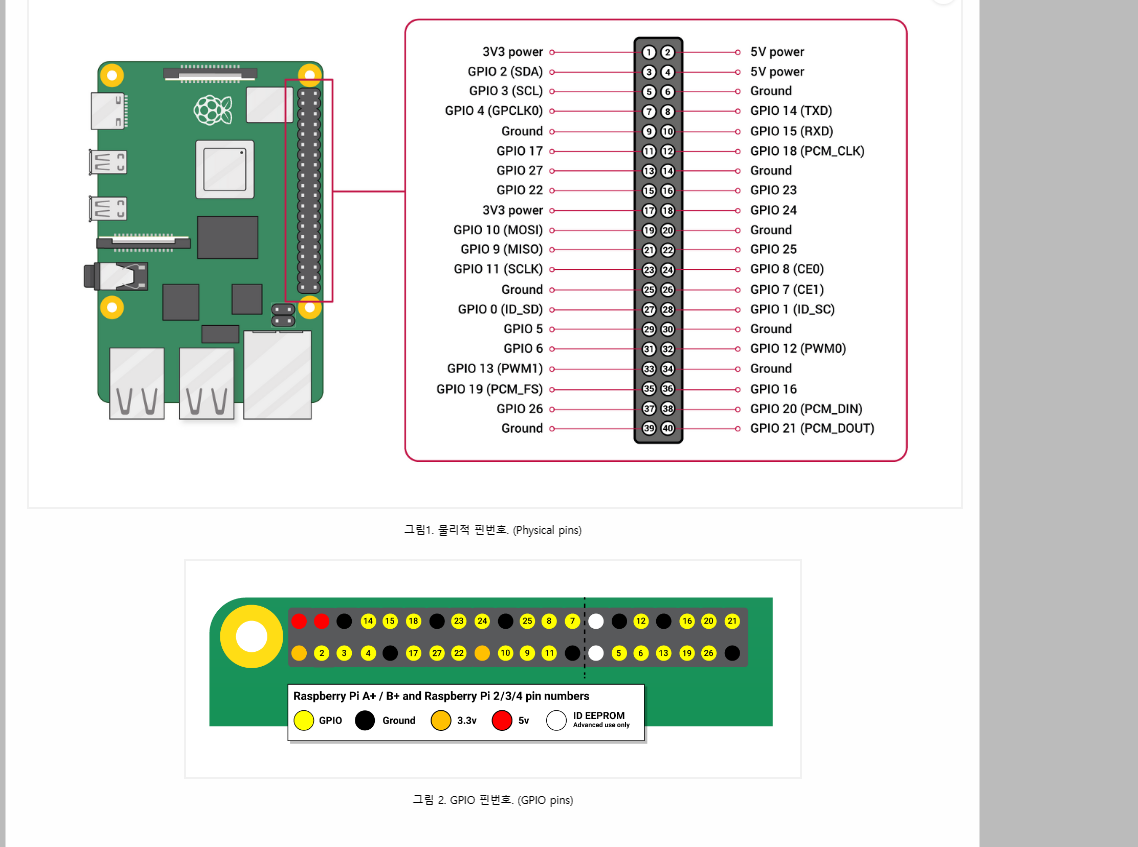 3V3 power 1 2 5V power
GPIO 2 (SDA) 3 4 5V power
GPIO 3 (SCL) 5 6 Ground
GPIO 4 (GPCLK0) 7 8 GPIO 14 (TXD)
Ground 9 10 GPIO 15 (RXD)
GPIO 17 11 12 GPIO 18 (PCM_CLK)
GPIO 27 13 14 Ground
GPIO 22 15 16 GPIO 23
3V3 power 17 18 GPIO 24
GPIO 10 (MOSI) 19 20 Ground
GPIO 9 (MISO) 21 22 GPIO 25
GPIO 11 (SCLK) 23 24 GPIO 8 (CE0)
Ground 25 26 GPIO 7 (CE1)
GPIO 0 (ID_SD) 27 28 GPIO 1 (ID_SC)
GPIO 5 29 30 Ground
GPIO 6 31 32 GPIO 12 (PWM0)
GPIO 13 (PWM1) 33 34 Ground
GPIO 19 (PCM_FS) 35 36 GPIO 16
GPIO 26 37 38 GPIO 20 (PCM_DIN)
Ground 39 40 GPIO 21 (PCM_DOUT)
그림1. 물리적 핀번호. (Physical pins)
14 15 18 23 24 25 8 7 12 16 20 21
2 3 4 17 27 22 10 9 11 5 6 13 19 26
Raspberry Pi A+ / B+ and Raspberry Pi 2/3/4 pin numbers
GPIO Ground 3.3v 5v ID EEPROM
Advanced use only
그림 2. GPIO 핀번호. (GPIO pins)